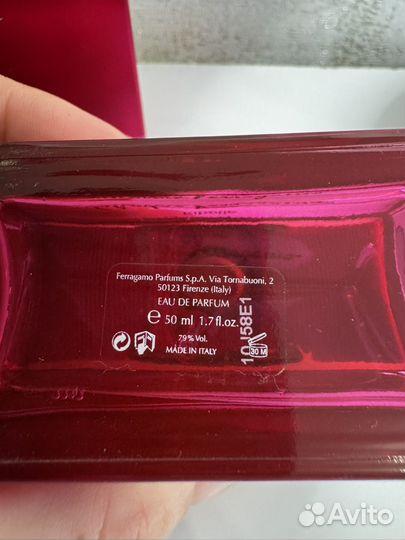 Ferragamo Parfums S.p.A. Via Tornabuoni, 2
50123 Firenze (Italy)
EAU DE PARFUM
℮ 50 ml 1.7 fl.oz.
79% Vol.
MADE IN ITALY
30 M
Avito